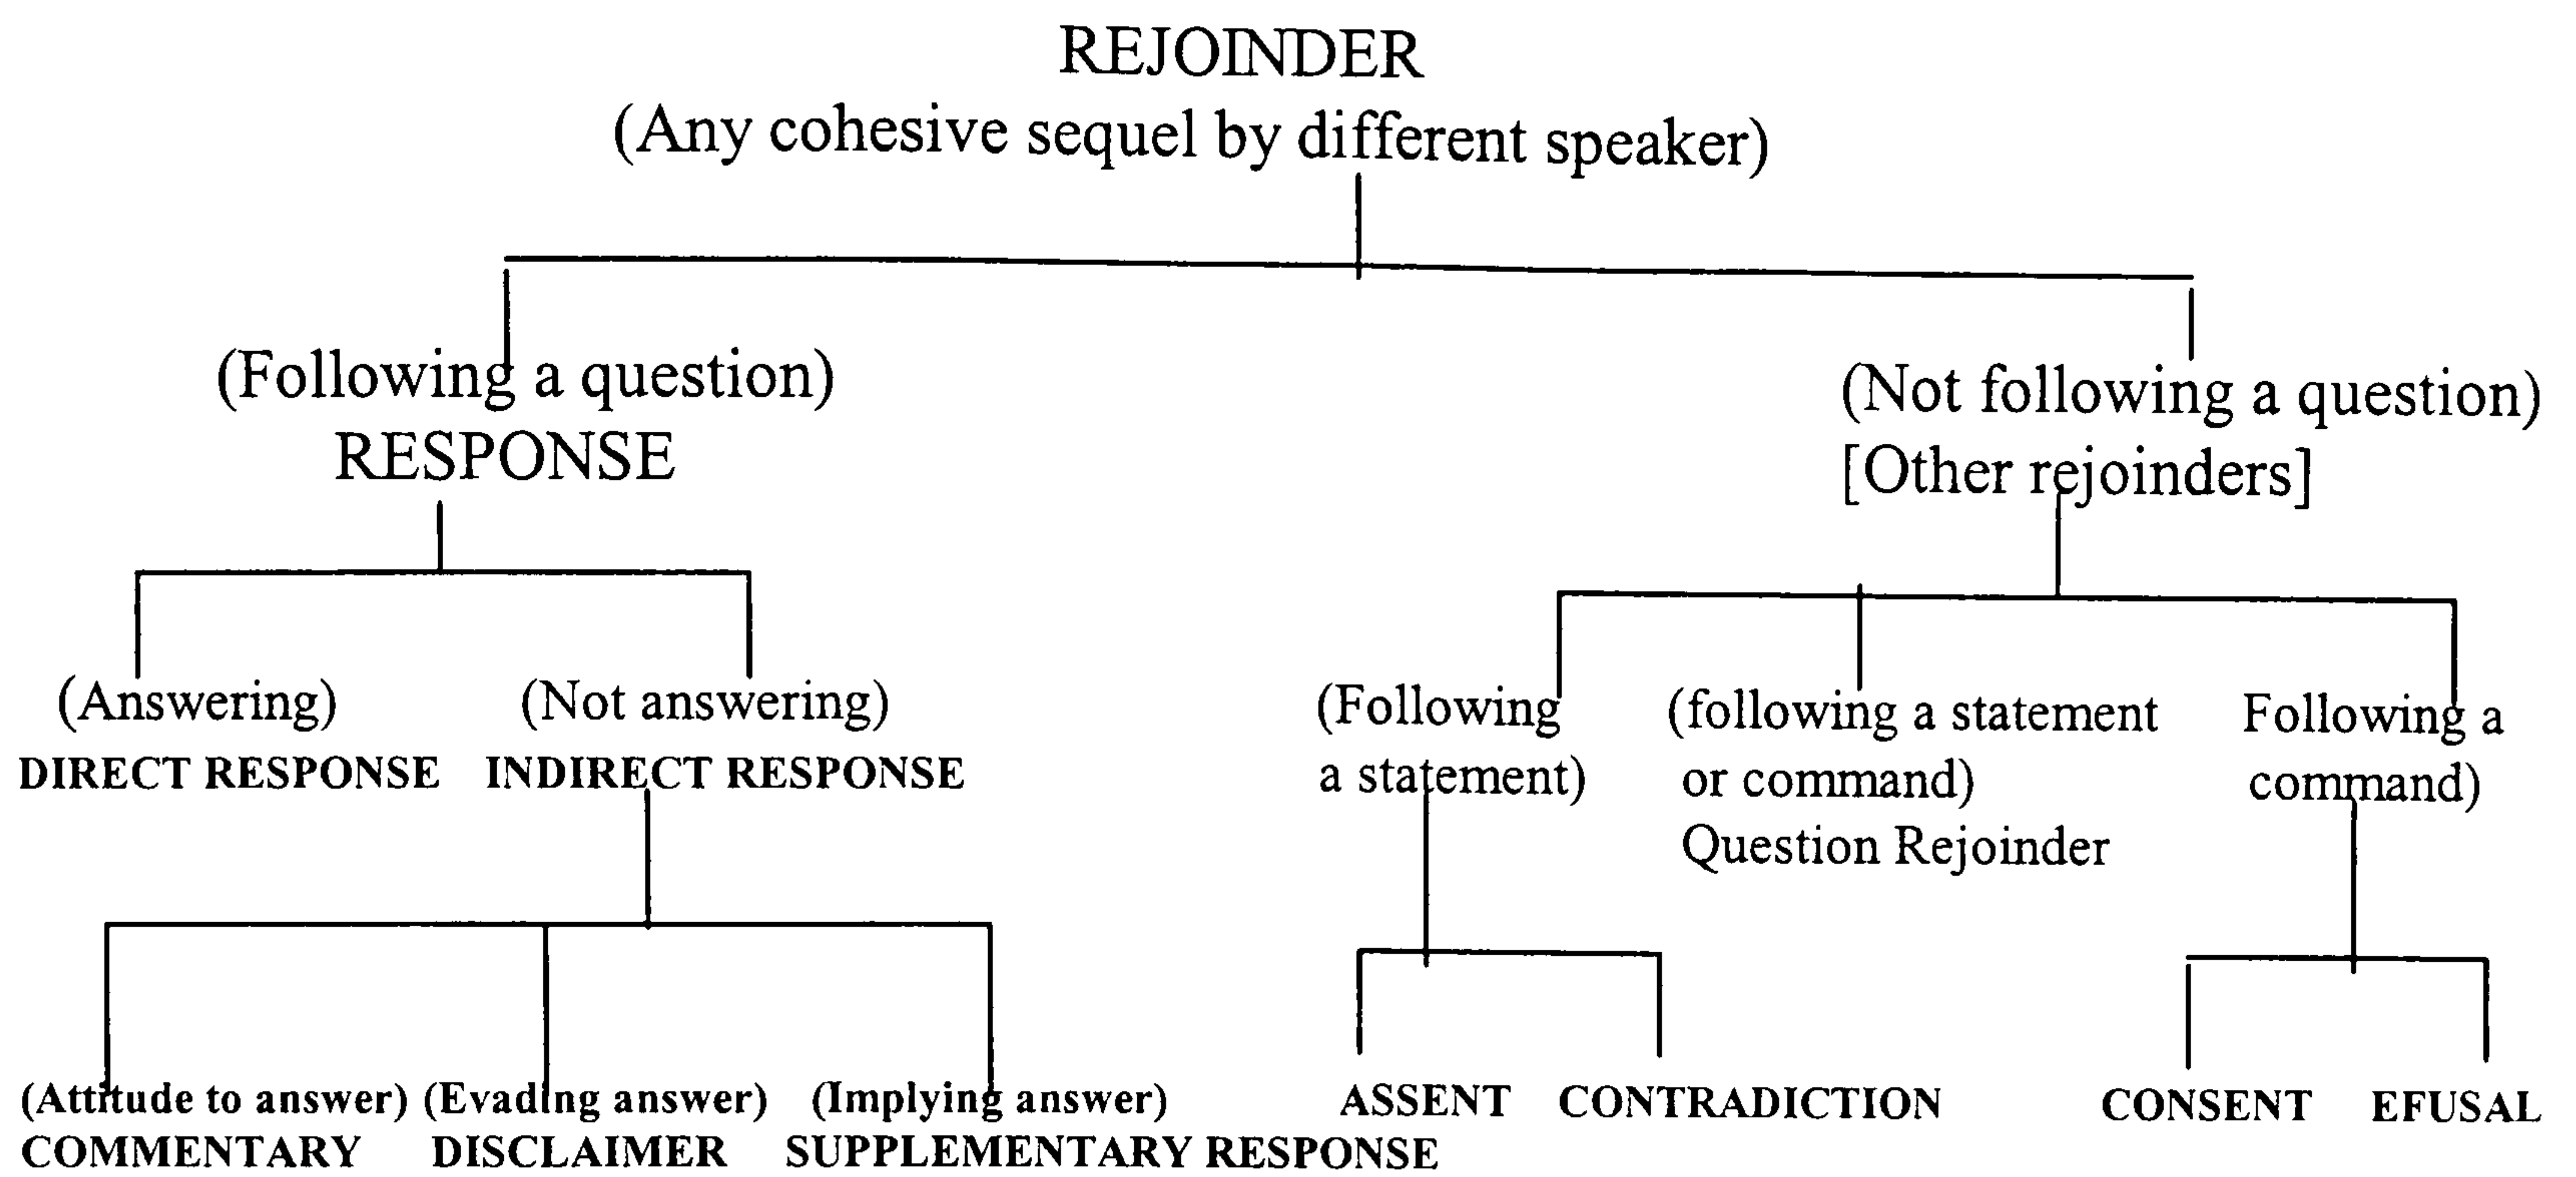 REJOINDER
(Any cohesive sequel by different speaker)
(Following a question)
RESPONSE
(Not following a question)
[Other rejoinders]
(Answering)
DIRECT RESPONSE
(Not answering)
INDIRECT RESPONSE
(Following
a statement)
(following a statement
or command)
Question Rejoinder
Following a
command)
(Attitude to answer)
COMMENTARY
(Evading answer)
DISCLAIMER
(Implying answer)
SUPPLEMENTARY RESPONSE
ASSENT
CONTRADICTION
CONSENT
EFUSAL